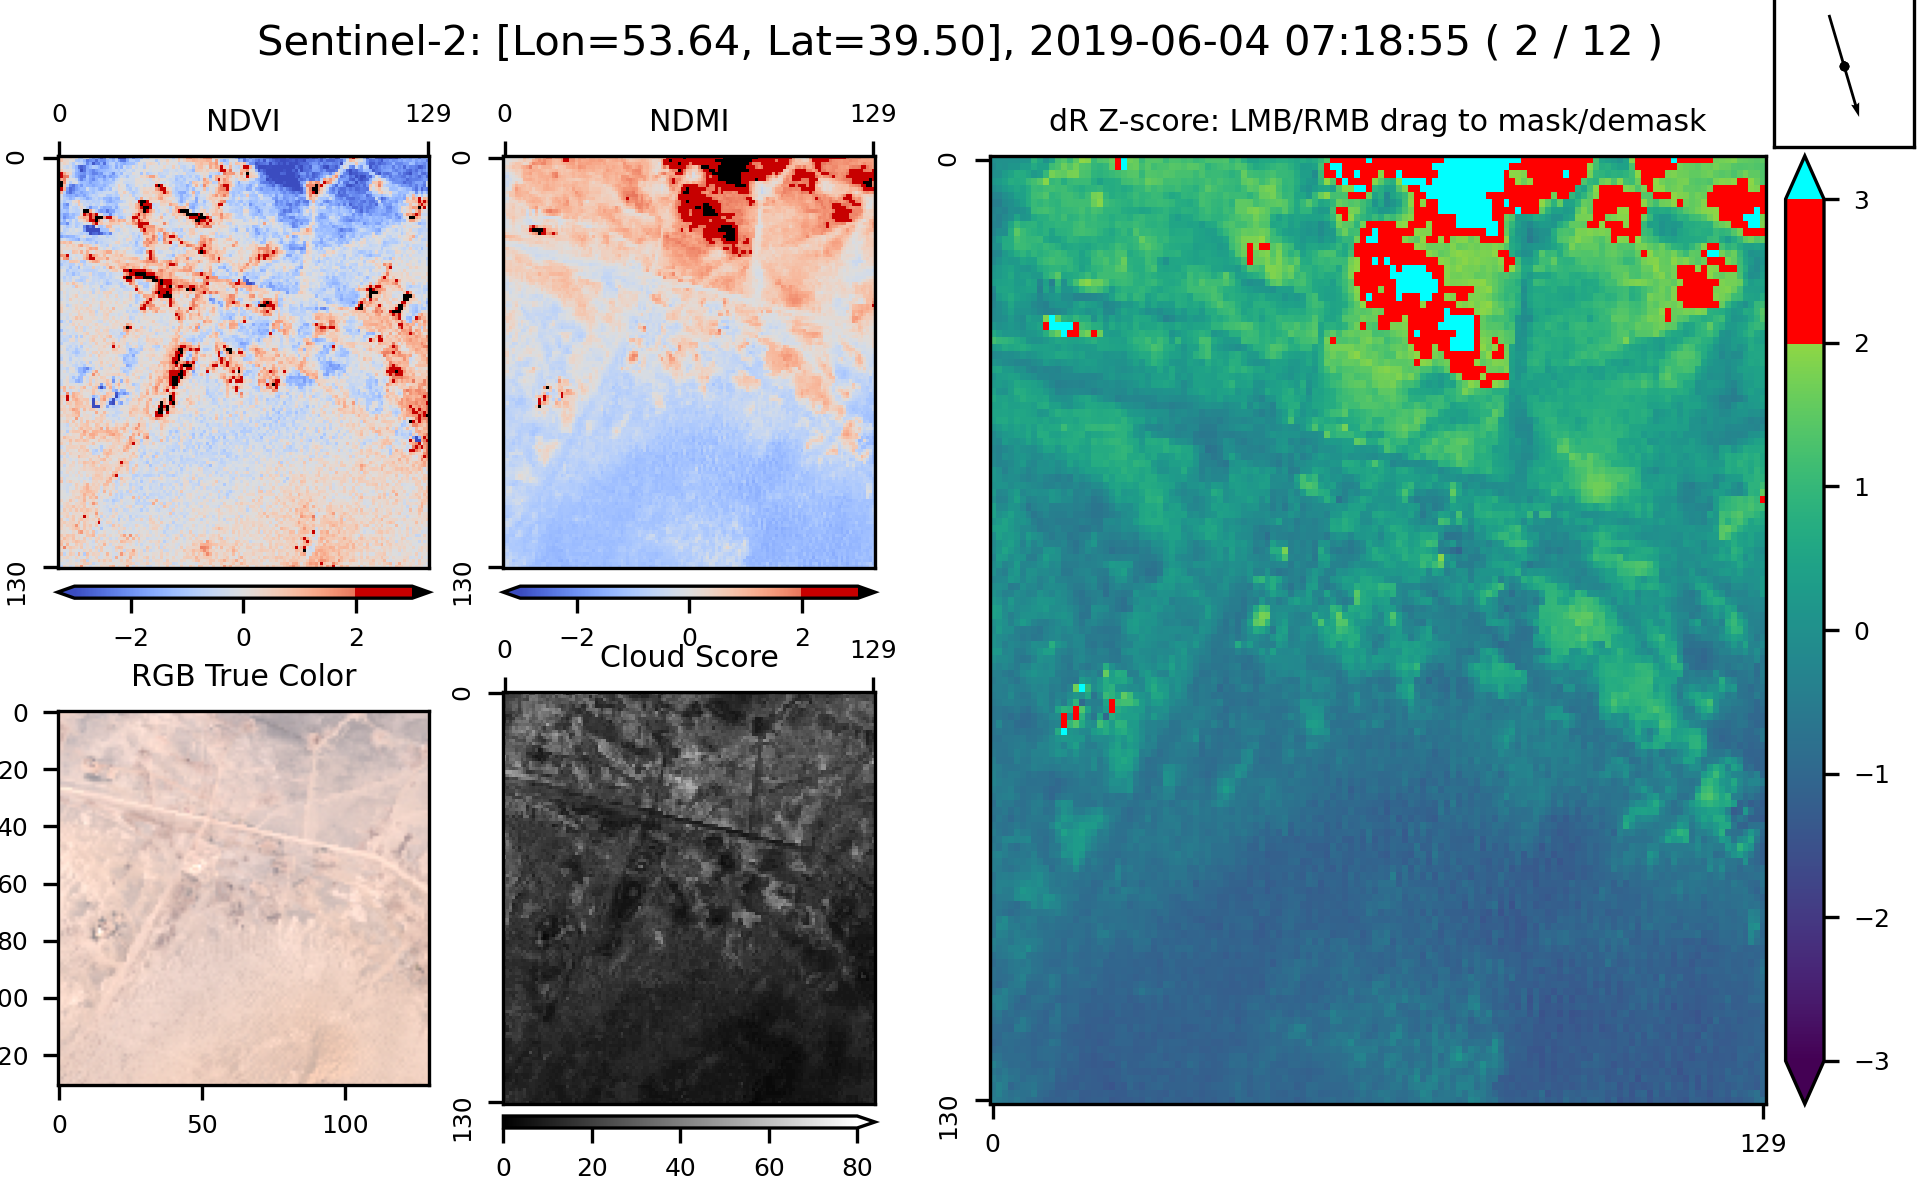 Sentinel-2: [Lon=53.64, Lat=39.50], 2019-06-04 07:18:55 ( 2 / 12 )
0 NDVI 129
0
130
−2 0 2
0 NDMI 129
0
130
−2 0 2
RGB True Color
0
20
40
60
80
00
20
0 50 100
0 Cloud Score 129
0
130
0 20 40 60 80
dR Z-score: LMB/RMB drag to mask/demask
0
130
0 129
3
2
1
0
−1
−2
−3